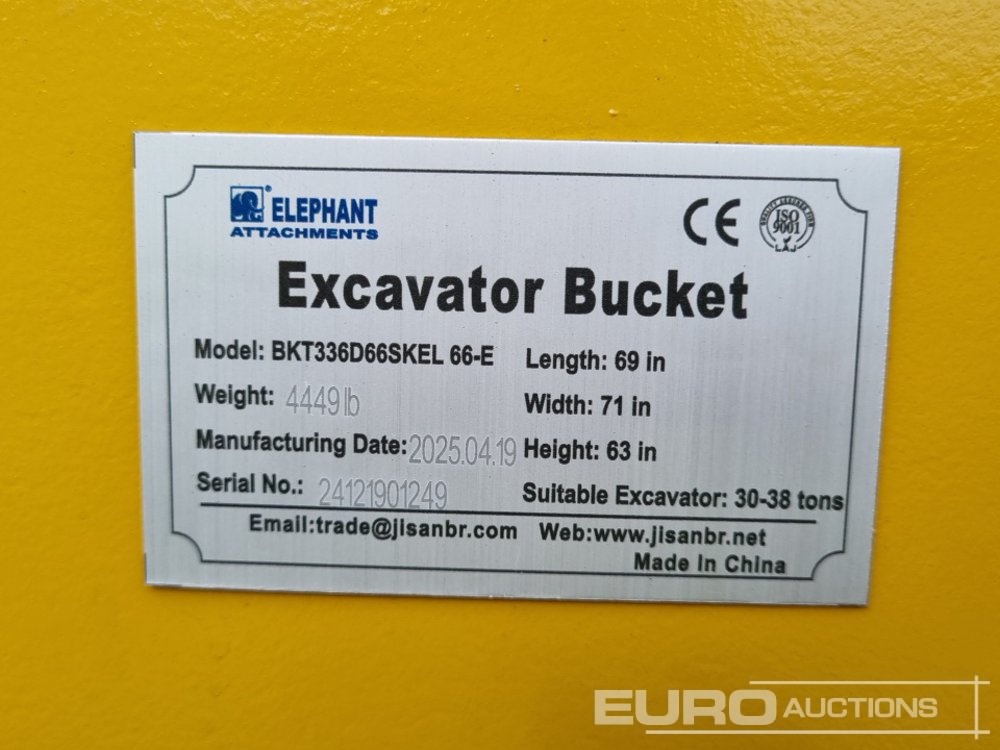 ELEPHANT
ATTACHMENTS
CE
ISO
9001
Excavator Bucket
Model: BKT336D66SKEL 66-E
Weight: 4449 lb
Manufacturing Date: 2025.04.19
Serial No.: 24121901249
Length: 69 in
Width: 71 in
Height: 63 in
Suitable Excavator: 30-38 tons
Email:trade@jisanbr.com Web:www.jisanbr.net
Made In China
EURO AUCTIONS